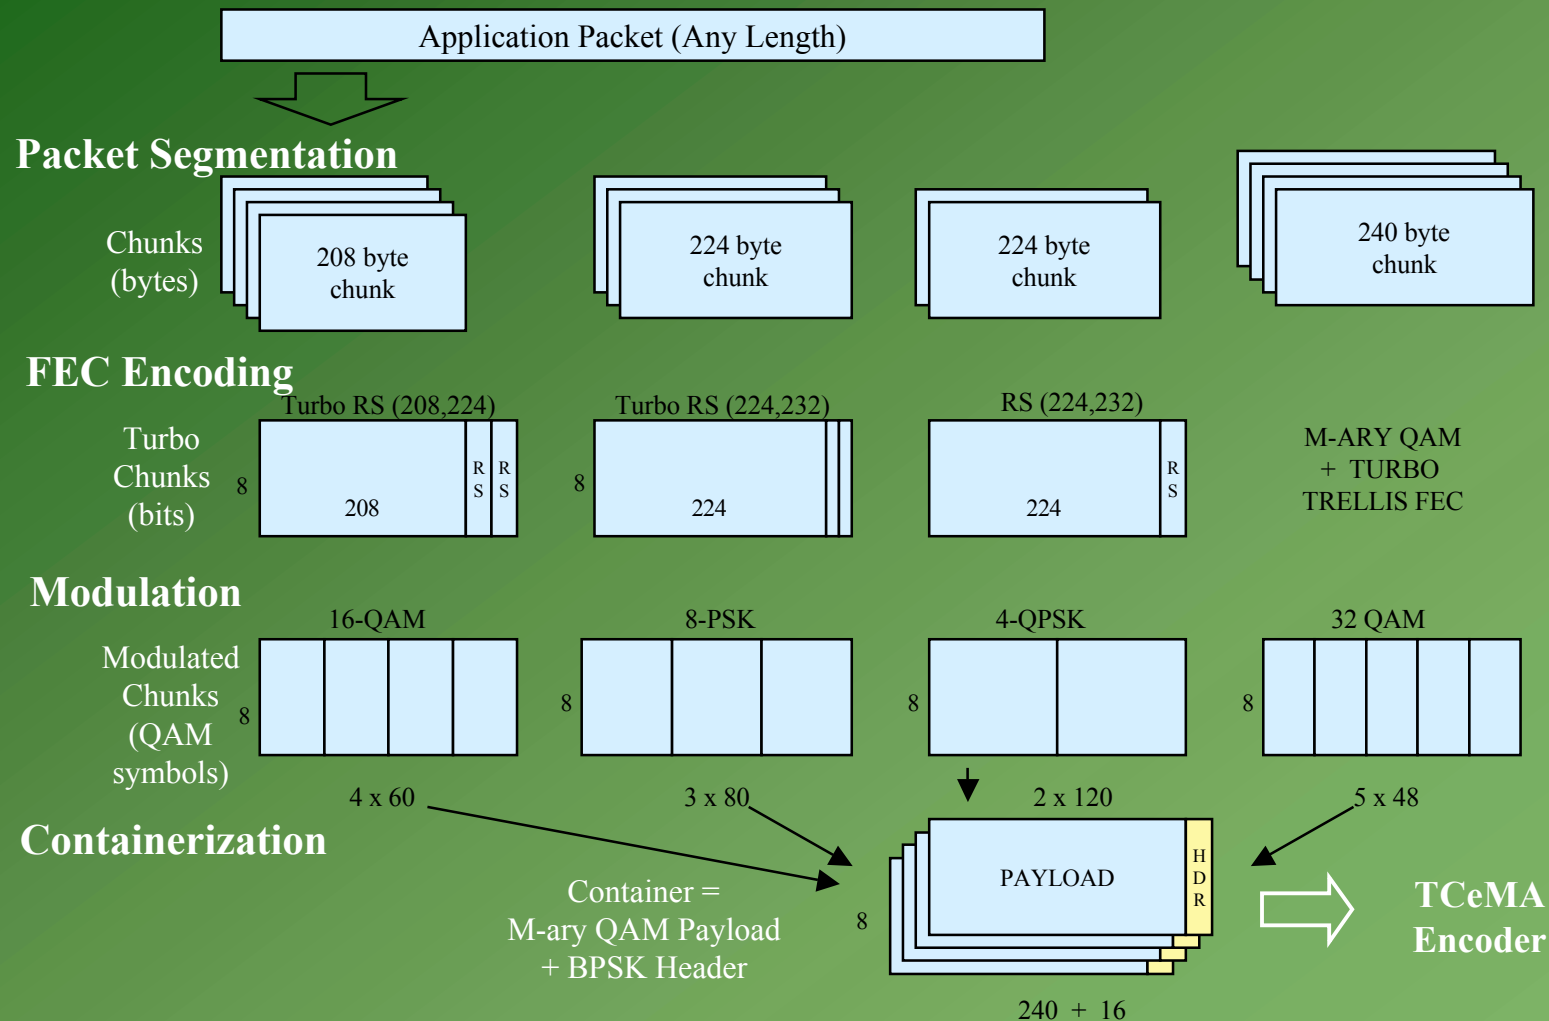 Application Packet (Any Length)
Packet Segmentation
Chunks
(bytes)
208 byte
chunk
224 byte
chunk
224 byte
chunk
240 byte
chunk
FEC Encoding
Turbo
Chunks
(bits)
Turbo RS (208,224)
8
208
R
S
R
S
Turbo RS (224,232)
8
224
RS (224,232)
224
R
S
M-ARY QAM
+ TURBO
TRELLIS FEC
Modulation
Modulated
Chunks
(QAM
symbols)
16-QAM
8
4 x 60
8-PSK
8
3 x 80
4-QPSK
8
2 x 120
32 QAM
8
5 x 48
Containerization
Container =
M-ary QAM Payload
+ BPSK Header
8
PAYLOAD
H
D
R
240 + 16
TCeMA
Encoder